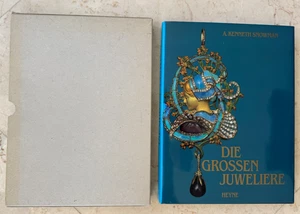 A. KENNETH SNOWMAN
DIE
GROSSEN
JUWELIERE
HEYNE